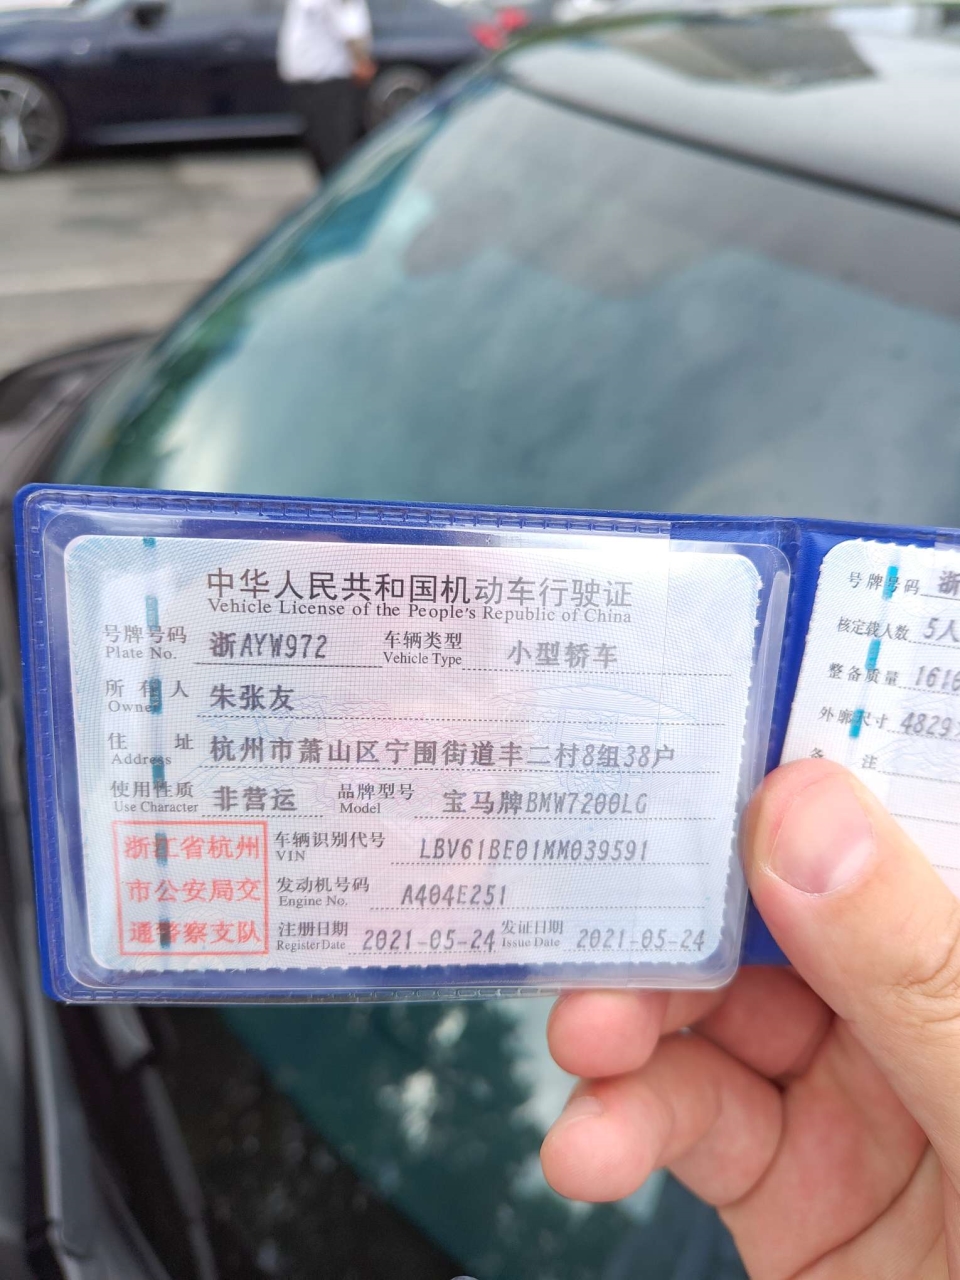 中华人民共和国机动车行驶证
Vehicle License of the People's Republic of China
号牌号码 浙AYW972 车辆类型 小型轿车
Plate No. Vehicle Type
所有人 朱张友
Owner
住址 杭州市萧山区宁围街道丰二村8组38户
Address
使用性质 非营运 品牌型号 宝马牌BMW7200LG
Use Character Model
浙江省杭州
市公安局交
通警察支队
车辆识别代号 LBV61BE01MM039591
VIN
发动机号码 A404E251
Engine No.
注册日期 2021-05-24 发证日期 2021-05-24
Register Date Issue Date
号牌号码 浙
核定载人数 5人
整备质量 1616
外廓尺寸 4829
备注